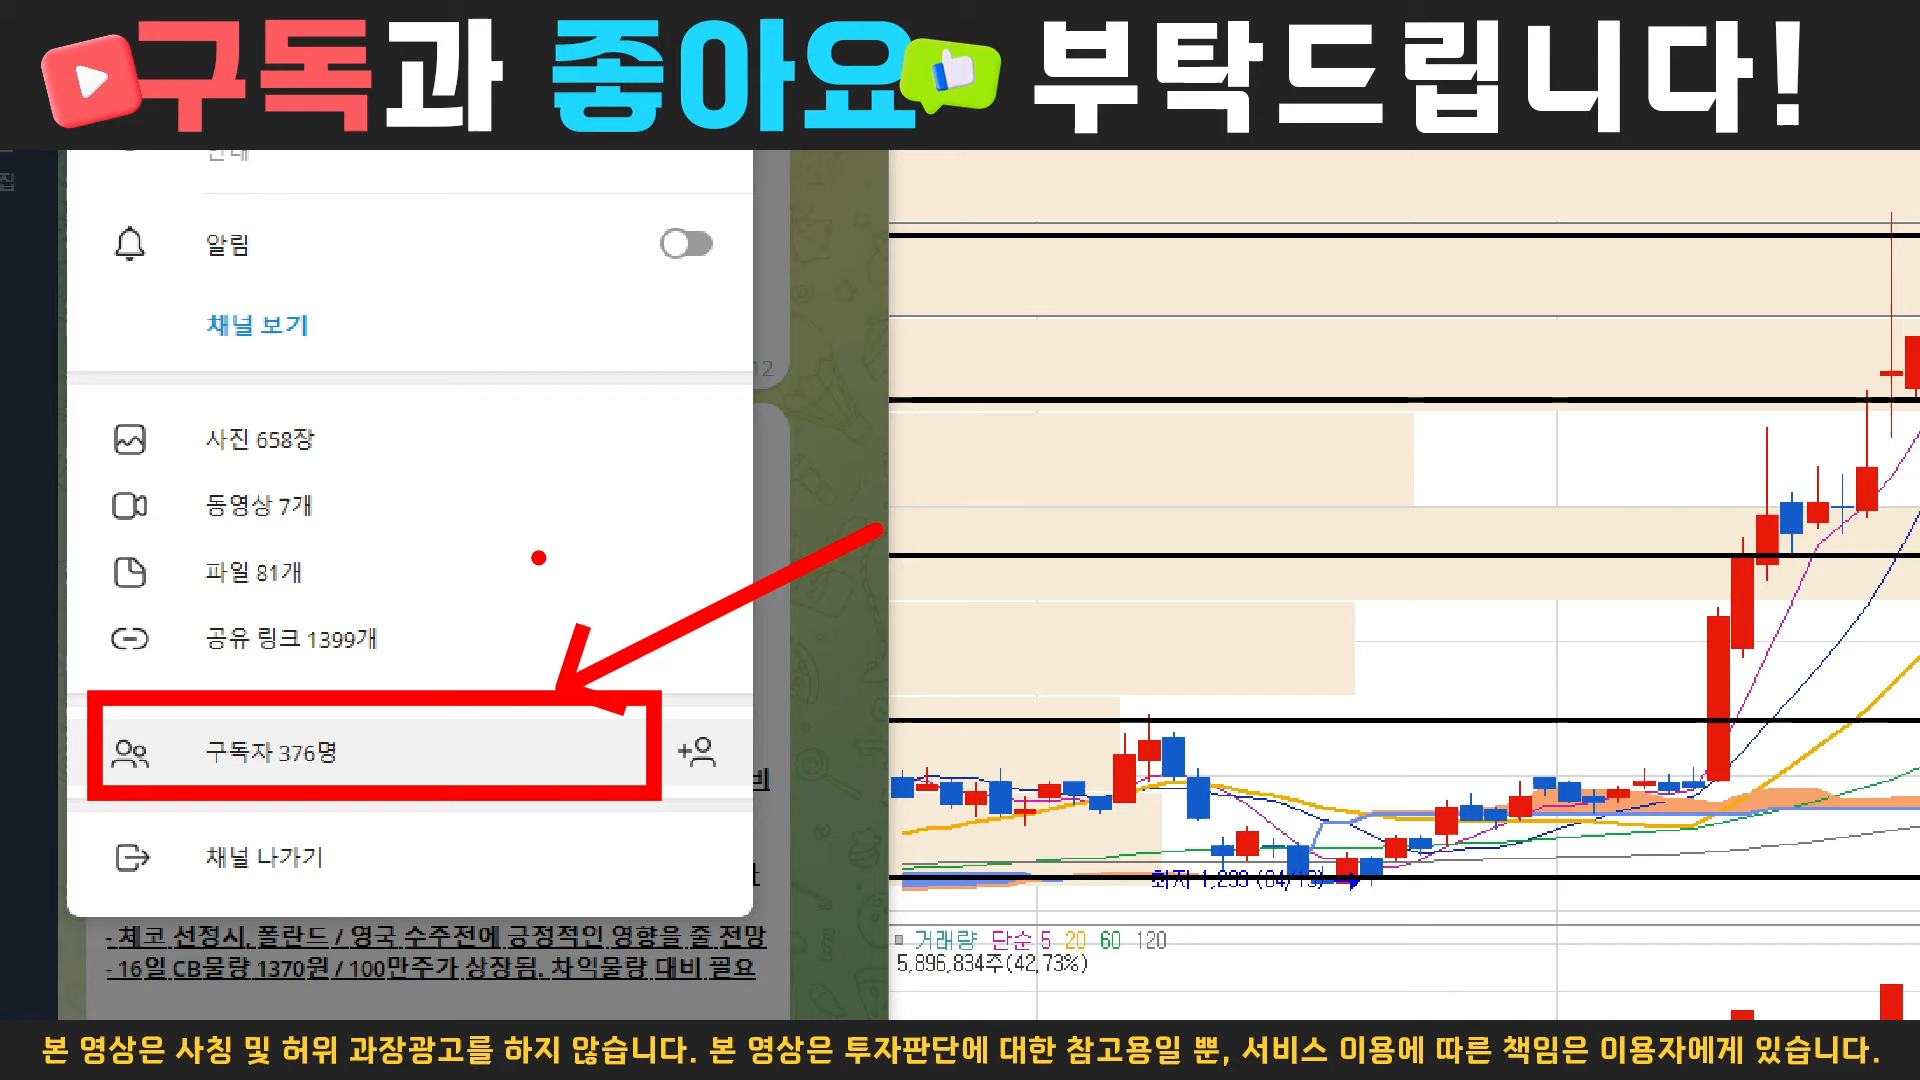 구독과 좋아요 부탁드립니다!
안내
집
알림
채널 보기
12
사진 658장
동영상 7개
파일 81개
공유 링크 1399개
구독자 376명
채널 나가기
- 체코 선정시, 폴란드 / 영국 수주전에 긍정적인 영향을 줄 전망
- 16일 CB물량 1370원 / 100만주가 상장됨. 차익물량 대비 필요
최저 1,299
거래량 단순 5 20 60 120
5,896,834주(42,73%)
본 영상은 사칭 및 허위 과장광고를 하지 않습니다. 본 영상은 투자판단에 대한 참고용일 뿐, 서비스 이용에 따른 책임은 이용자에게 있습니다.